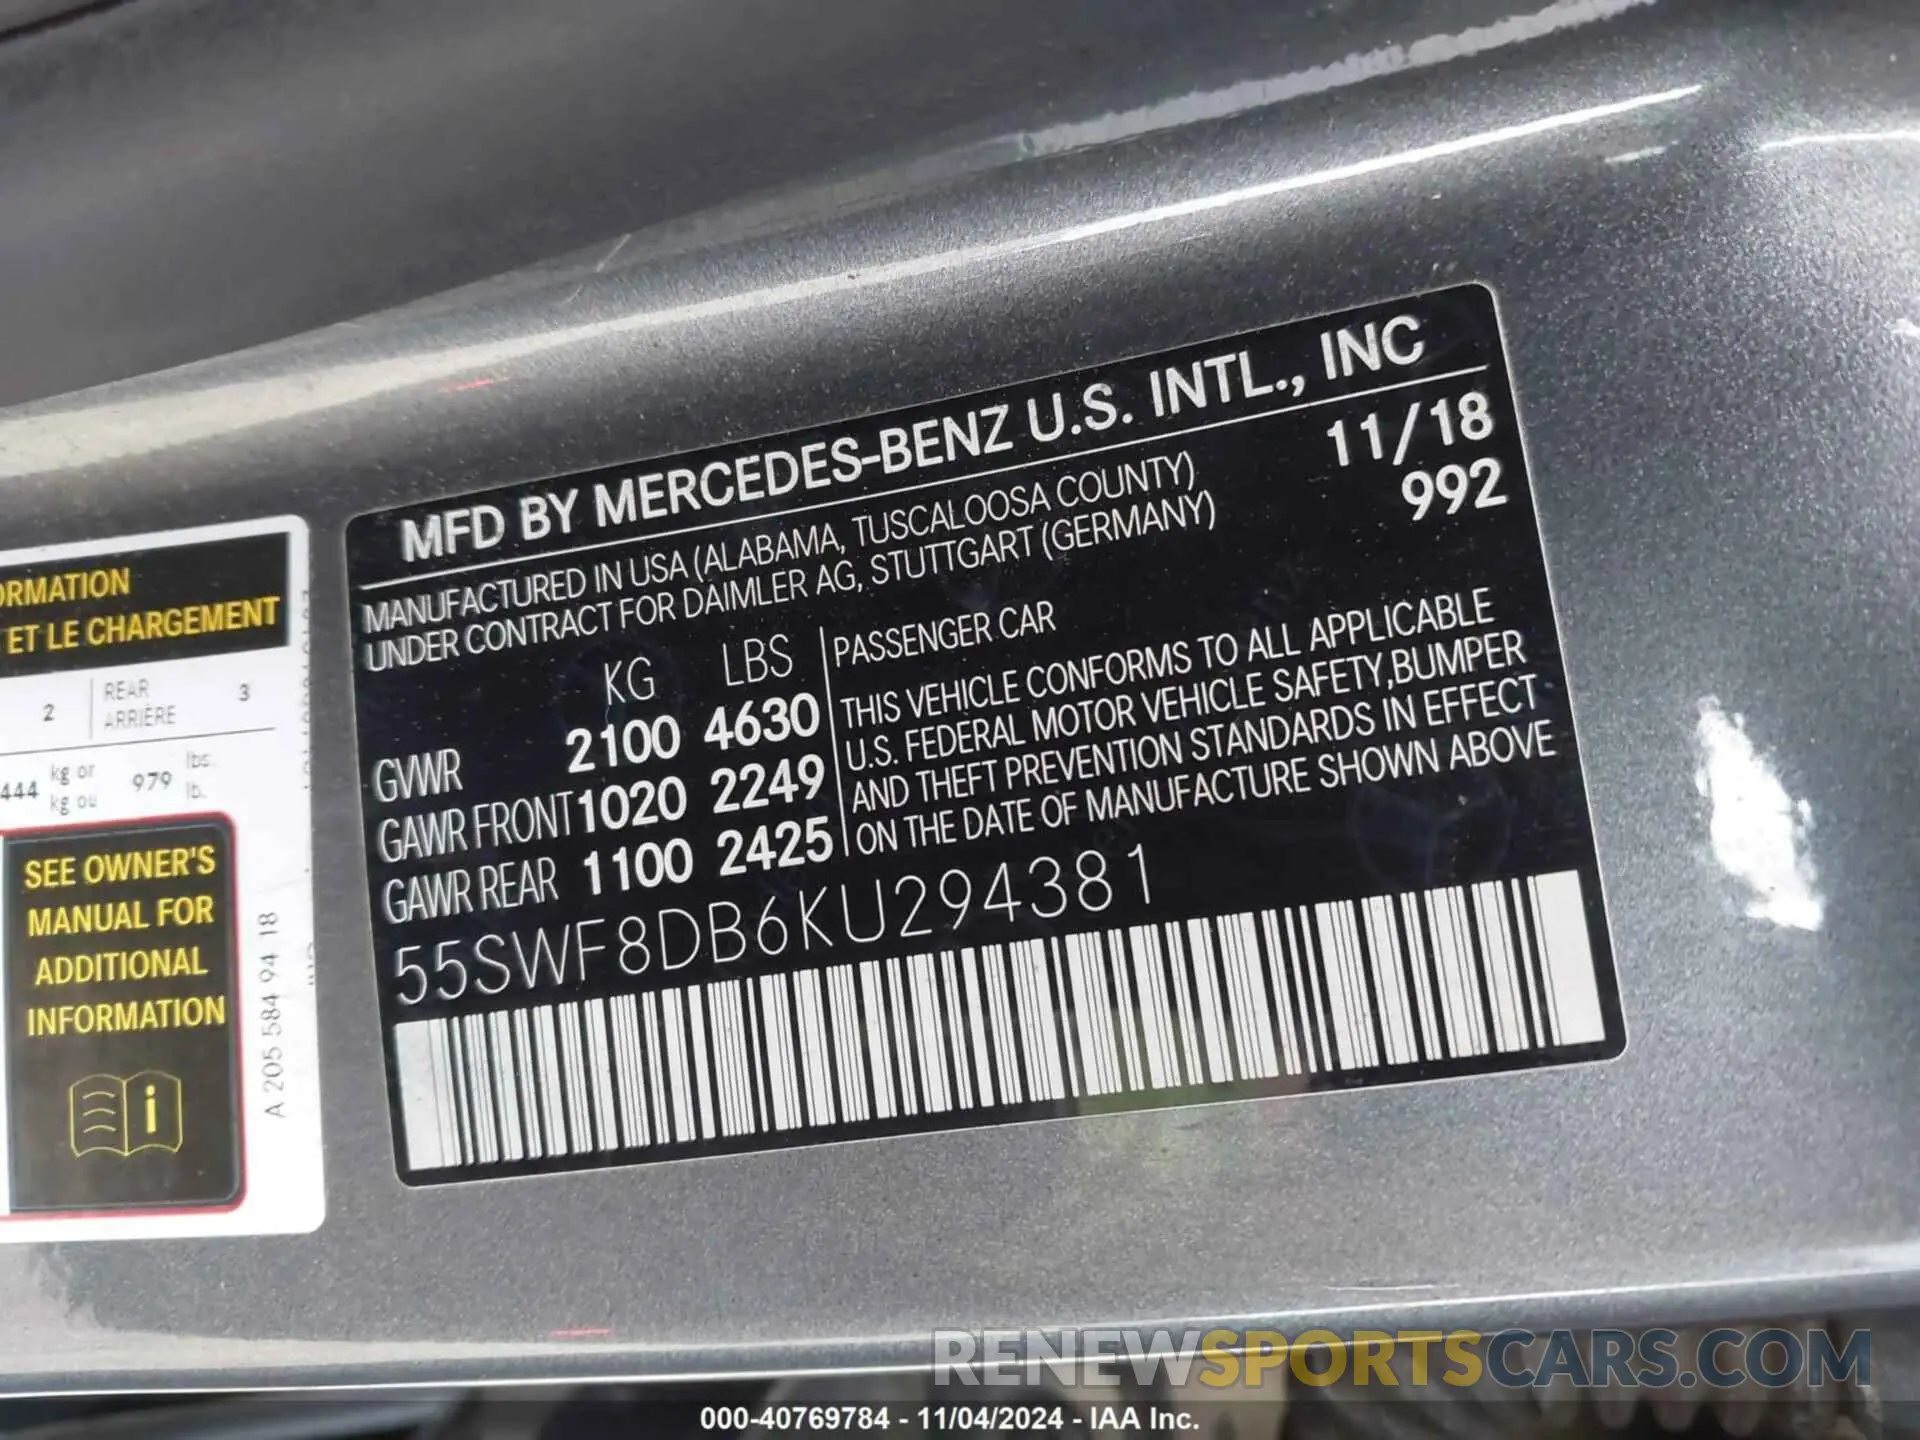 MFD BY MERCEDES-BENZ U.S. INTL., INC
MANUFACTURED IN USA (ALABAMA, TUSCALOOSA COUNTY) 11/18
UNDER CONTRACT FOR DAIMLER AG, STUTTGART (GERMANY) 992
KG LBS
GVWR 2100 4630
GAWR FRONT 1020 2249
GAWR REAR 1100 2425
PASSENGER CAR
THIS VEHICLE CONFORMS TO ALL APPLICABLE
U.S. FEDERAL MOTOR VEHICLE SAFETY,BUMPER
AND THEFT PREVENTION STANDARDS IN EFFECT
ON THE DATE OF MANUFACTURE SHOWN ABOVE
55SWF8DB6KU294381
ORMATION
ET LE CHARGEMENT
2 REAR 3
ARRIÈRE
444 kg or 979 lbs.
kg ou lb.
SEE OWNER'S
MANUAL FOR
ADDITIONAL
INFORMATION
i
A 205 584 94 18
RENEWSPORTSCARS.COM
000-40769784 - 11/04/2024 - IAA Inc.